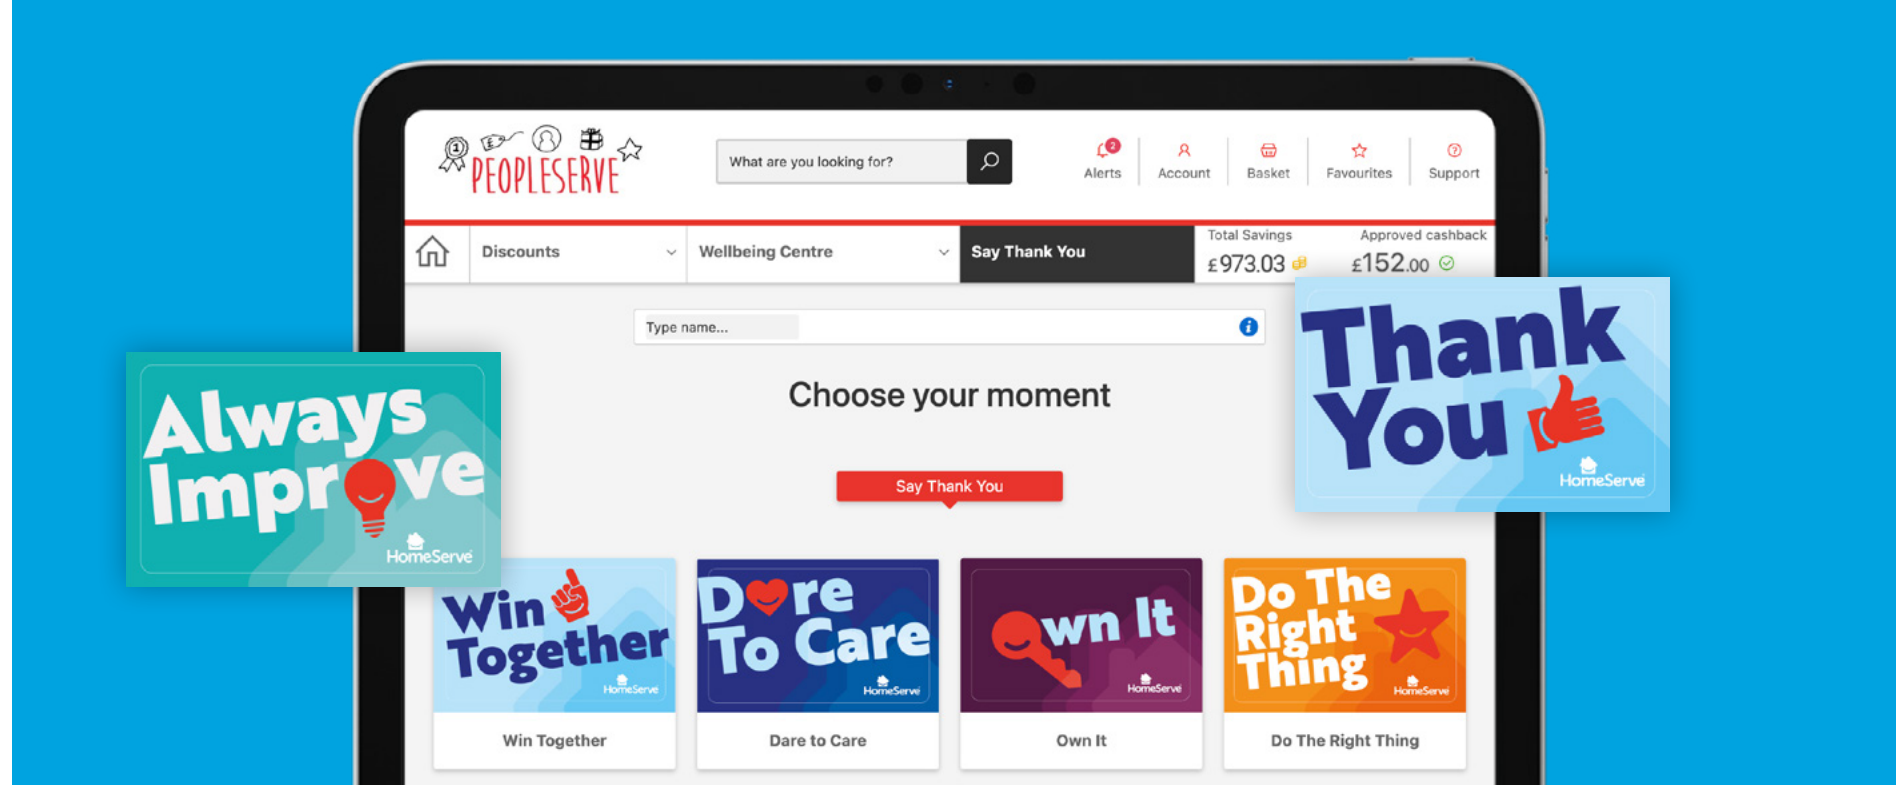 1
PEOPLESERVE
What are you looking for?
2
Alerts
Account
Basket
Favourites
Support
Discounts
Wellbeing Centre
Say Thank You
Total Savings
£973.03
Approved cashback
£152.00
Type name...
Choose your moment
Say Thank You
Always
Improve
HomeServe
Thank
You
HomeServe
Win
Together
HomeServe
Dare
To Care
HomeServe
Own It
HomeServe
Do The
Right
Thing
HomeServe
Win Together
Dare to Care
Own It
Do The Right Thing